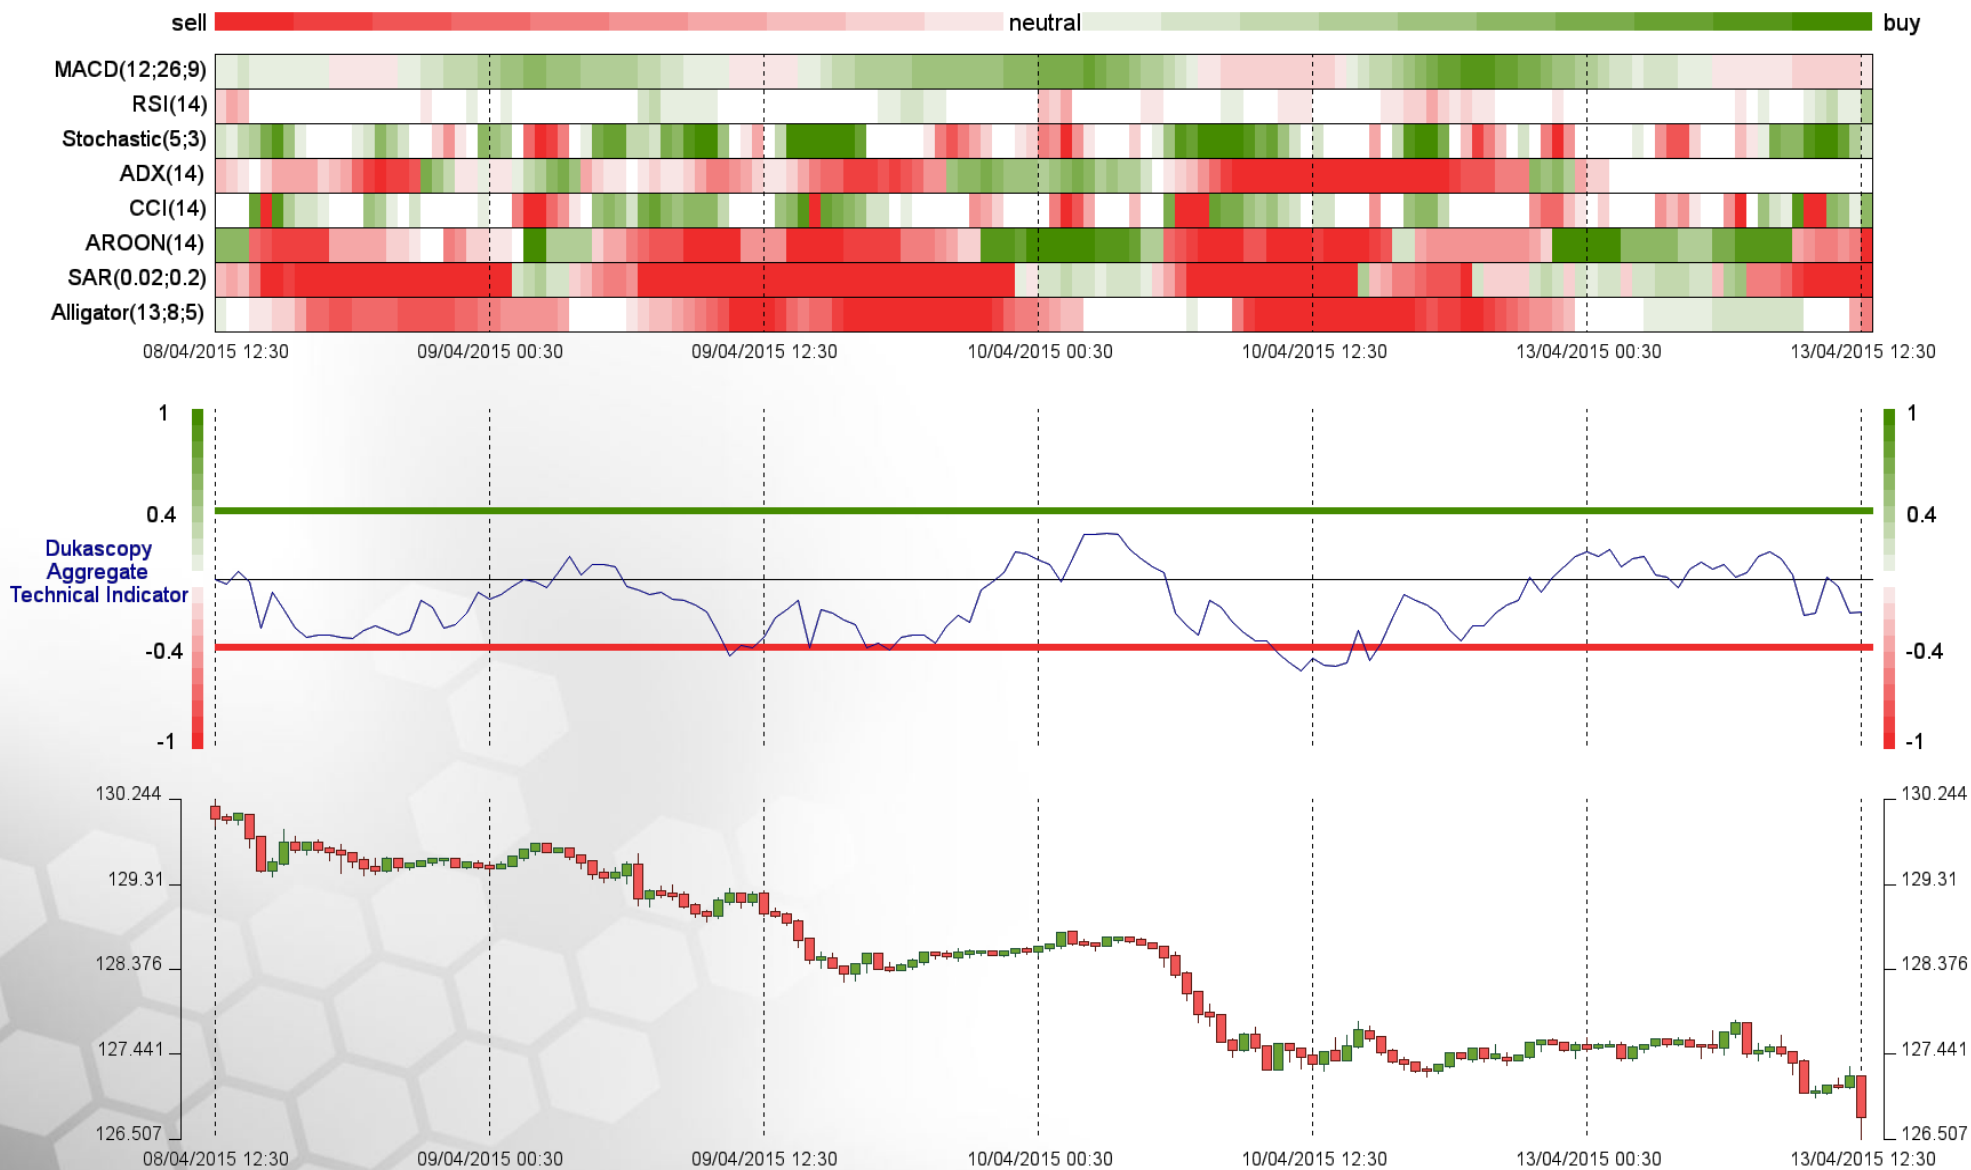 sell neutral buy
MACD(12;26;9)
RSI(14)
Stochastic(5;3)
ADX(14)
CCI(14)
AROON(14)
SAR(0.02;0.2)
Alligator(13;8;5)
08/04/2015 12:30 09/04/2015 00:30 09/04/2015 12:30 10/04/2015 00:30 10/04/2015 12:30 13/04/2015 00:30 13/04/2015 12:30
1 1
0.4 0.4
Dukascopy
Aggregate
Technical Indicator
-0.4 -0.4
-1 -1
130.244 130.244
129.31 129.31
128.376 128.376
127.441 127.441
126.507 126.507
08/04/2015 12:30 09/04/2015 00:30 09/04/2015 12:30 10/04/2015 00:30 10/04/2015 12:30 13/04/2015 00:30 13/04/2015 12:30